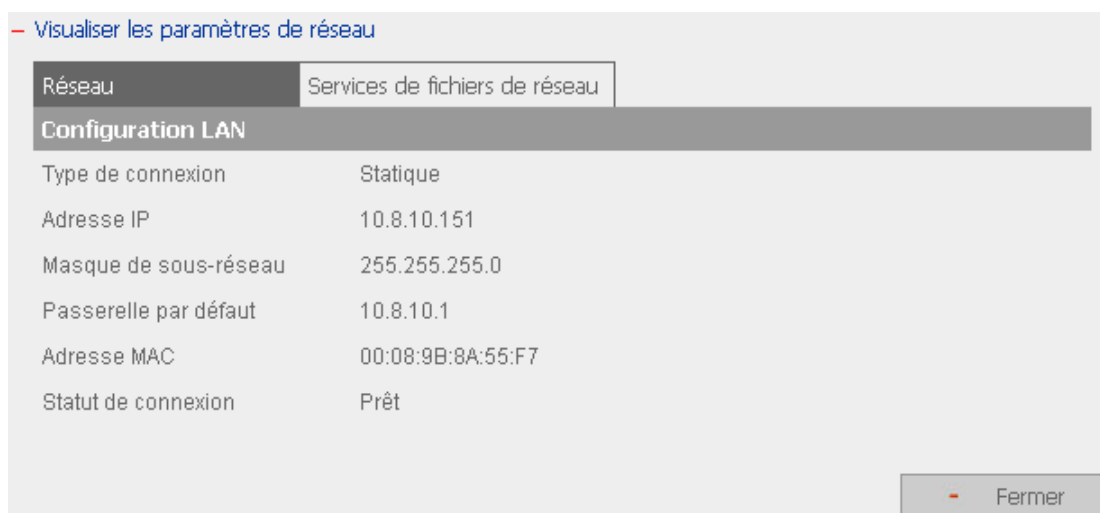 – Visualiser les paramètres de réseau
Réseau Services de fichiers de réseau
Configuration LAN
Type de connexion Statique
Adresse IP 10.8.10.151
Masque de sous-réseau 255.255.255.0
Passerelle par défaut 10.8.10.1
Adresse MAC 00:08:9B:8A:55:F7
Statut de connexion Prêt
- Fermer